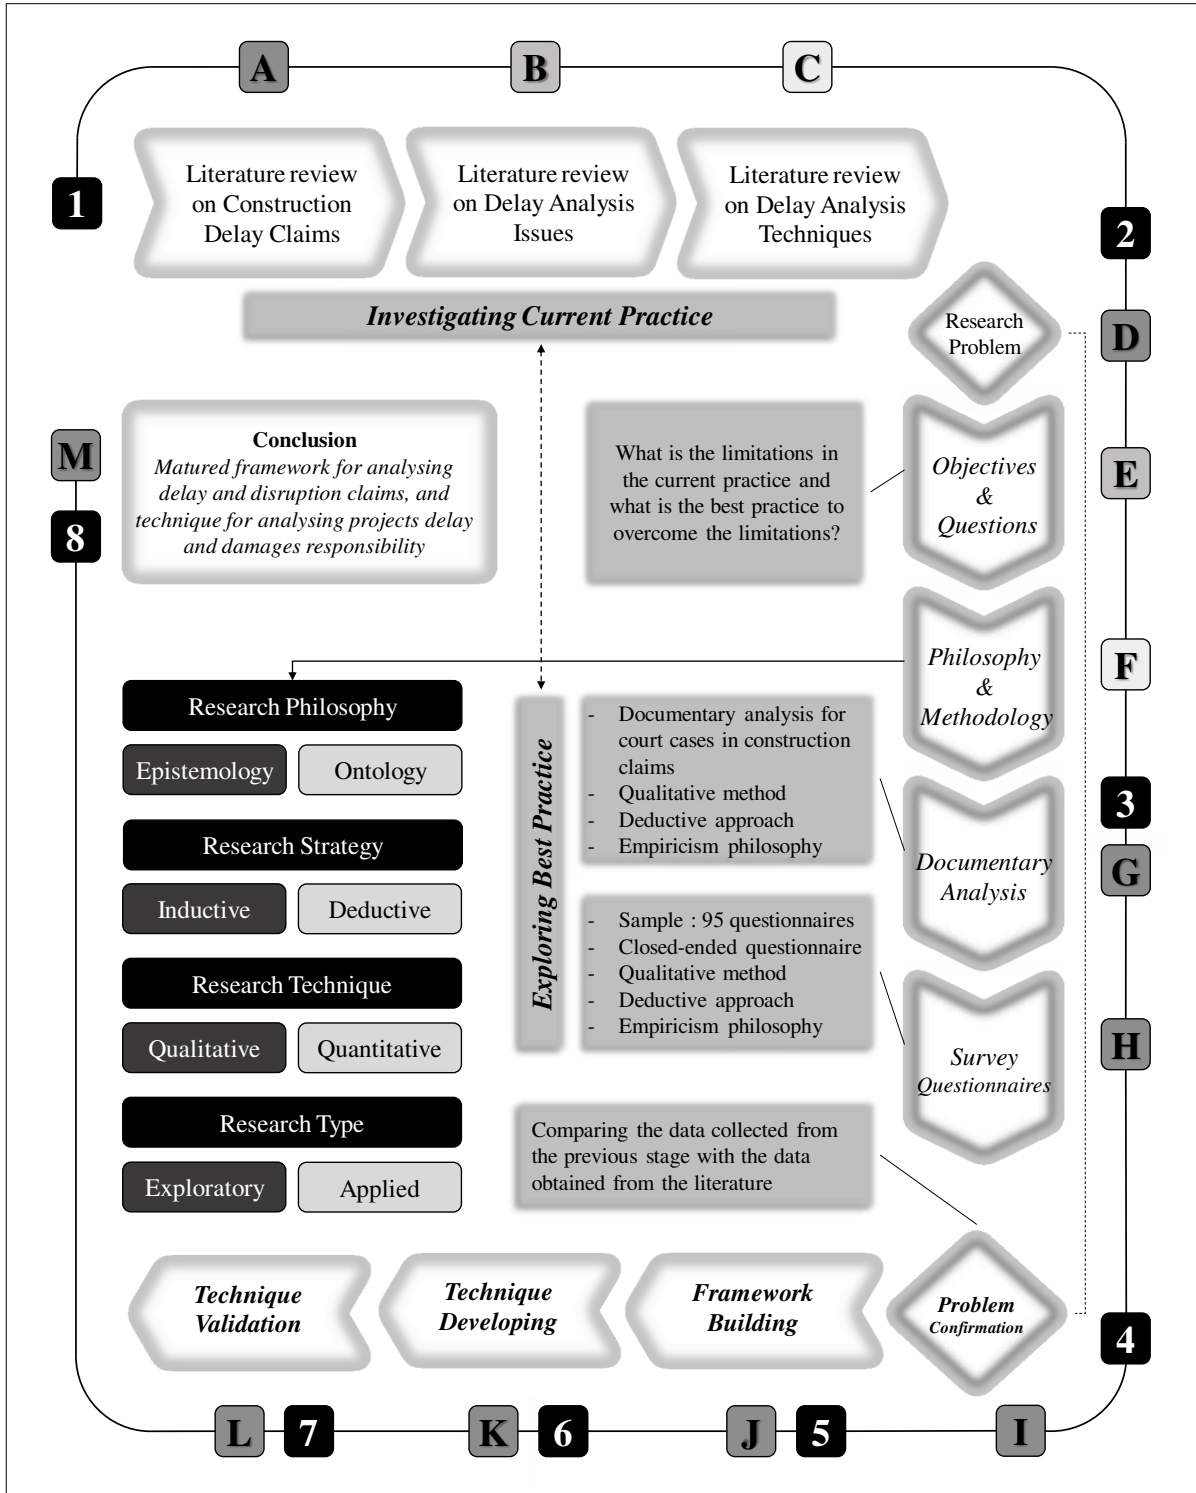 A
B
C
1
Literature review
on Construction
Delay Claims
Literature review
on Delay Analysis
Issues
Literature review
on Delay Analysis
Techniques
2
Investigating Current Practice
Research
Problem
D
Conclusion
Matured framework for analysing
delay and disruption claims, and
technique for analysing projects delay
and damages responsibility
M
8
What is the limitations in
the current practice and
what is the best practice to
overcome the limitations?
Objectives
&
Questions
E
Philosophy
&
Methodology
F
Research Philosophy
Epistemology
Ontology
Research Strategy
Inductive
Deductive
Research Technique
Qualitative
Quantitative
Research Type
Exploratory
Applied
Exploring Best Practice
- Documentary analysis for
court cases in construction
claims
- Qualitative method
- Deductive approach
- Empiricism philosophy
3
G
Documentary
Analysis
- Sample : 95 questionnaires
- Closed-ended questionnaire
- Qualitative method
- Deductive approach
- Empiricism philosophy
H
Survey
Questionnaires
Comparing the data collected from
the previous stage with the data
obtained from the literature
Technique
Validation
Technique
Developing
Framework
Building
Problem
Confirmation
4
L
7
K
6
J
5
I